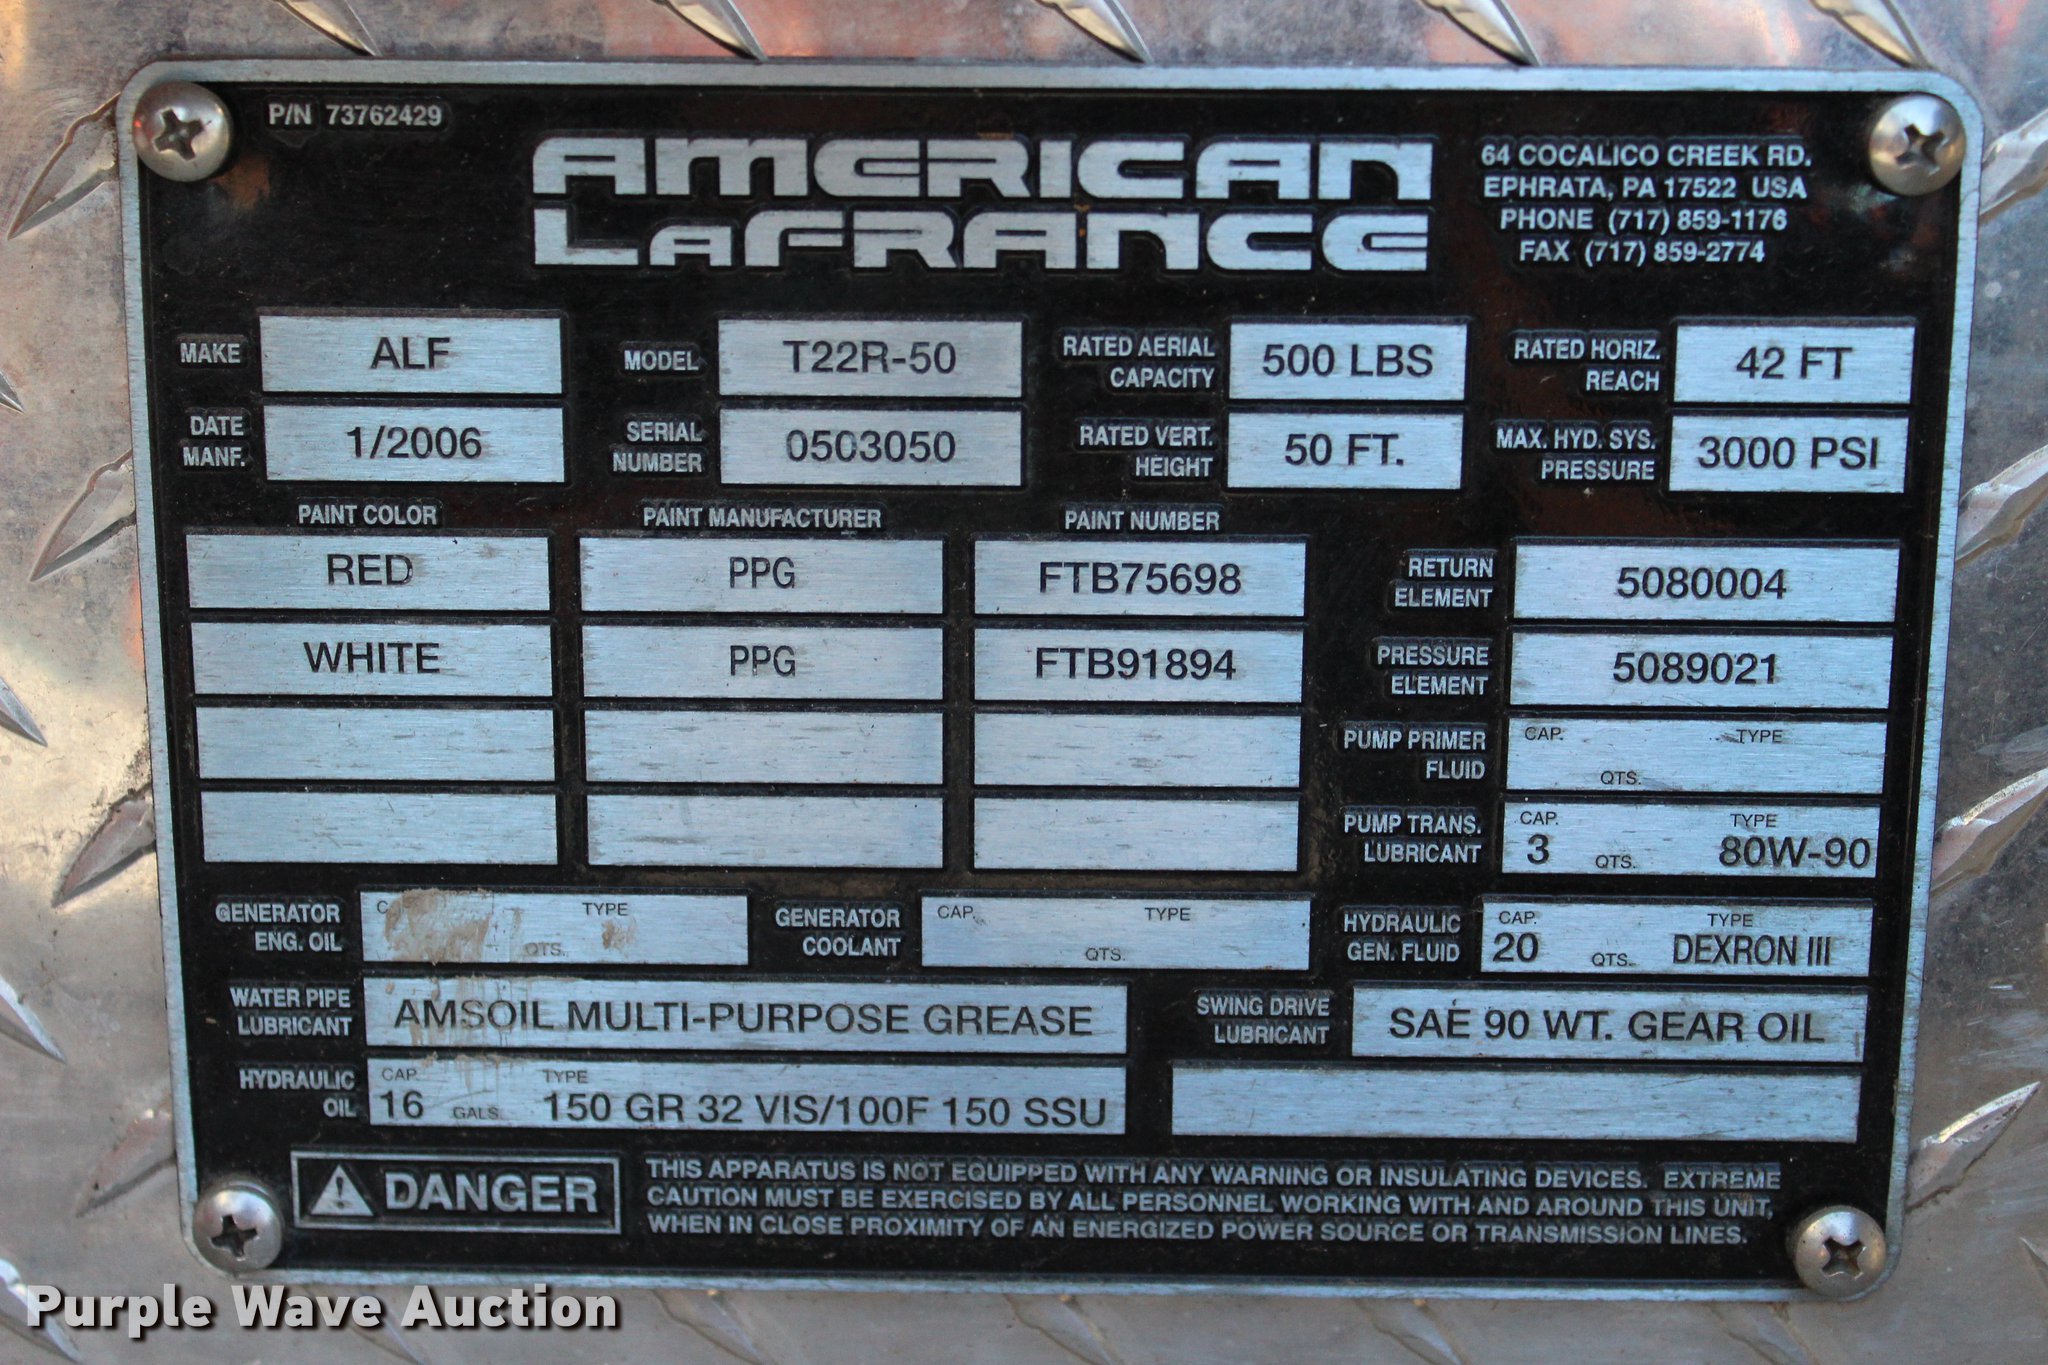 P/N 73762429
AMERICAN
LAFRANCE
64 COCALICO CREEK RD.
EPHRATA, PA 17522 USA
PHONE (717) 859-1176
FAX (717) 859-2774
MAKE ALF
MODEL T22R-50
RATED AERIAL
CAPACITY
500 LBS
RATED HORIZ.
REACH
42 FT
DATE
MANF.
1/2006
SERIAL
NUMBER
0503050
RATED VERT.
HEIGHT
50 FT.
MAX. HYD. SYS.
PRESSURE
3000 PSI
PAINT COLOR PAINT MANUFACTURER PAINT NUMBER
RED PPG FTB75698
WHITE PPG FTB91894
RETURN
ELEMENT
5080004
PRESSURE
ELEMENT
5089021
PUMP PRIMER
FLUID
CAP. TYPE
QTS.
PUMP TRANS.
LUBRICANT
CAP. TYPE
3 QTS. 80W-90
GENERATOR
ENG. OIL
TYPE
QTS.
GENERATOR
COOLANT
CAP. TYPE
QTS.
HYDRAULIC
GEN. FLUID
CAP. TYPE
20 QTS. DEXRON III
WATER PIPE
LUBRICANT
AMSOIL MULTI-PURPOSE GREASE
SWING DRIVE
LUBRICANT
SAE 90 WT. GEAR OIL
HYDRAULIC
OIL
CAP. TYPE
16 GALS. 150 GR 32 VIS/100F 150 SSU
DANGER
THIS APPARATUS IS NOT EQUIPPED WITH ANY WARNING OR INSULATING DEVICES. EXTREME
CAUTION MUST BE EXERCISED BY ALL PERSONNEL WORKING WITH AND AROUND THIS UNIT,
WHEN IN CLOSE PROXIMITY OF AN ENERGIZED POWER SOURCE OR TRANSMISSION LINES.
Purple Wave Auction